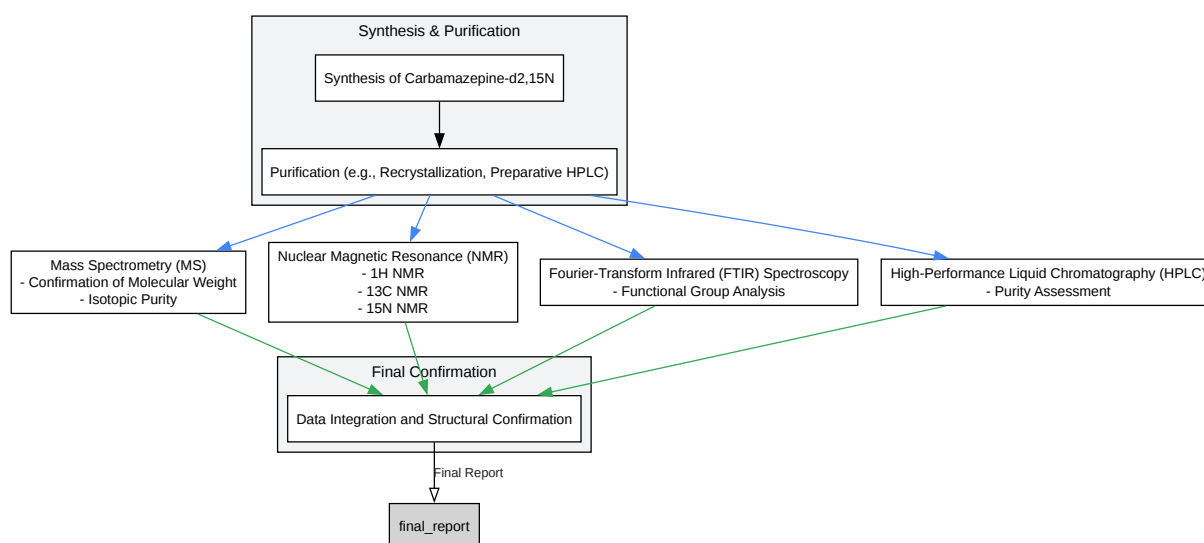 Synthesis & Purification
Synthesis of Carbamazepine-d2,15N
Purification (e.g., Recrystallization, Preparative HPLC)
Mass Spectrometry (MS)
- Confirmation of Molecular Weight
- Isotopic Purity
Nuclear Magnetic Resonance (NMR)
- 1H NMR
- 13C NMR
- 15N NMR
Fourier-Transform Infrared (FTIR) Spectroscopy
- Functional Group Analysis
High-Performance Liquid Chromatography (HPLC)
- Purity Assessment
Final Confirmation
Data Integration and Structural Confirmation
Final Report
final_report